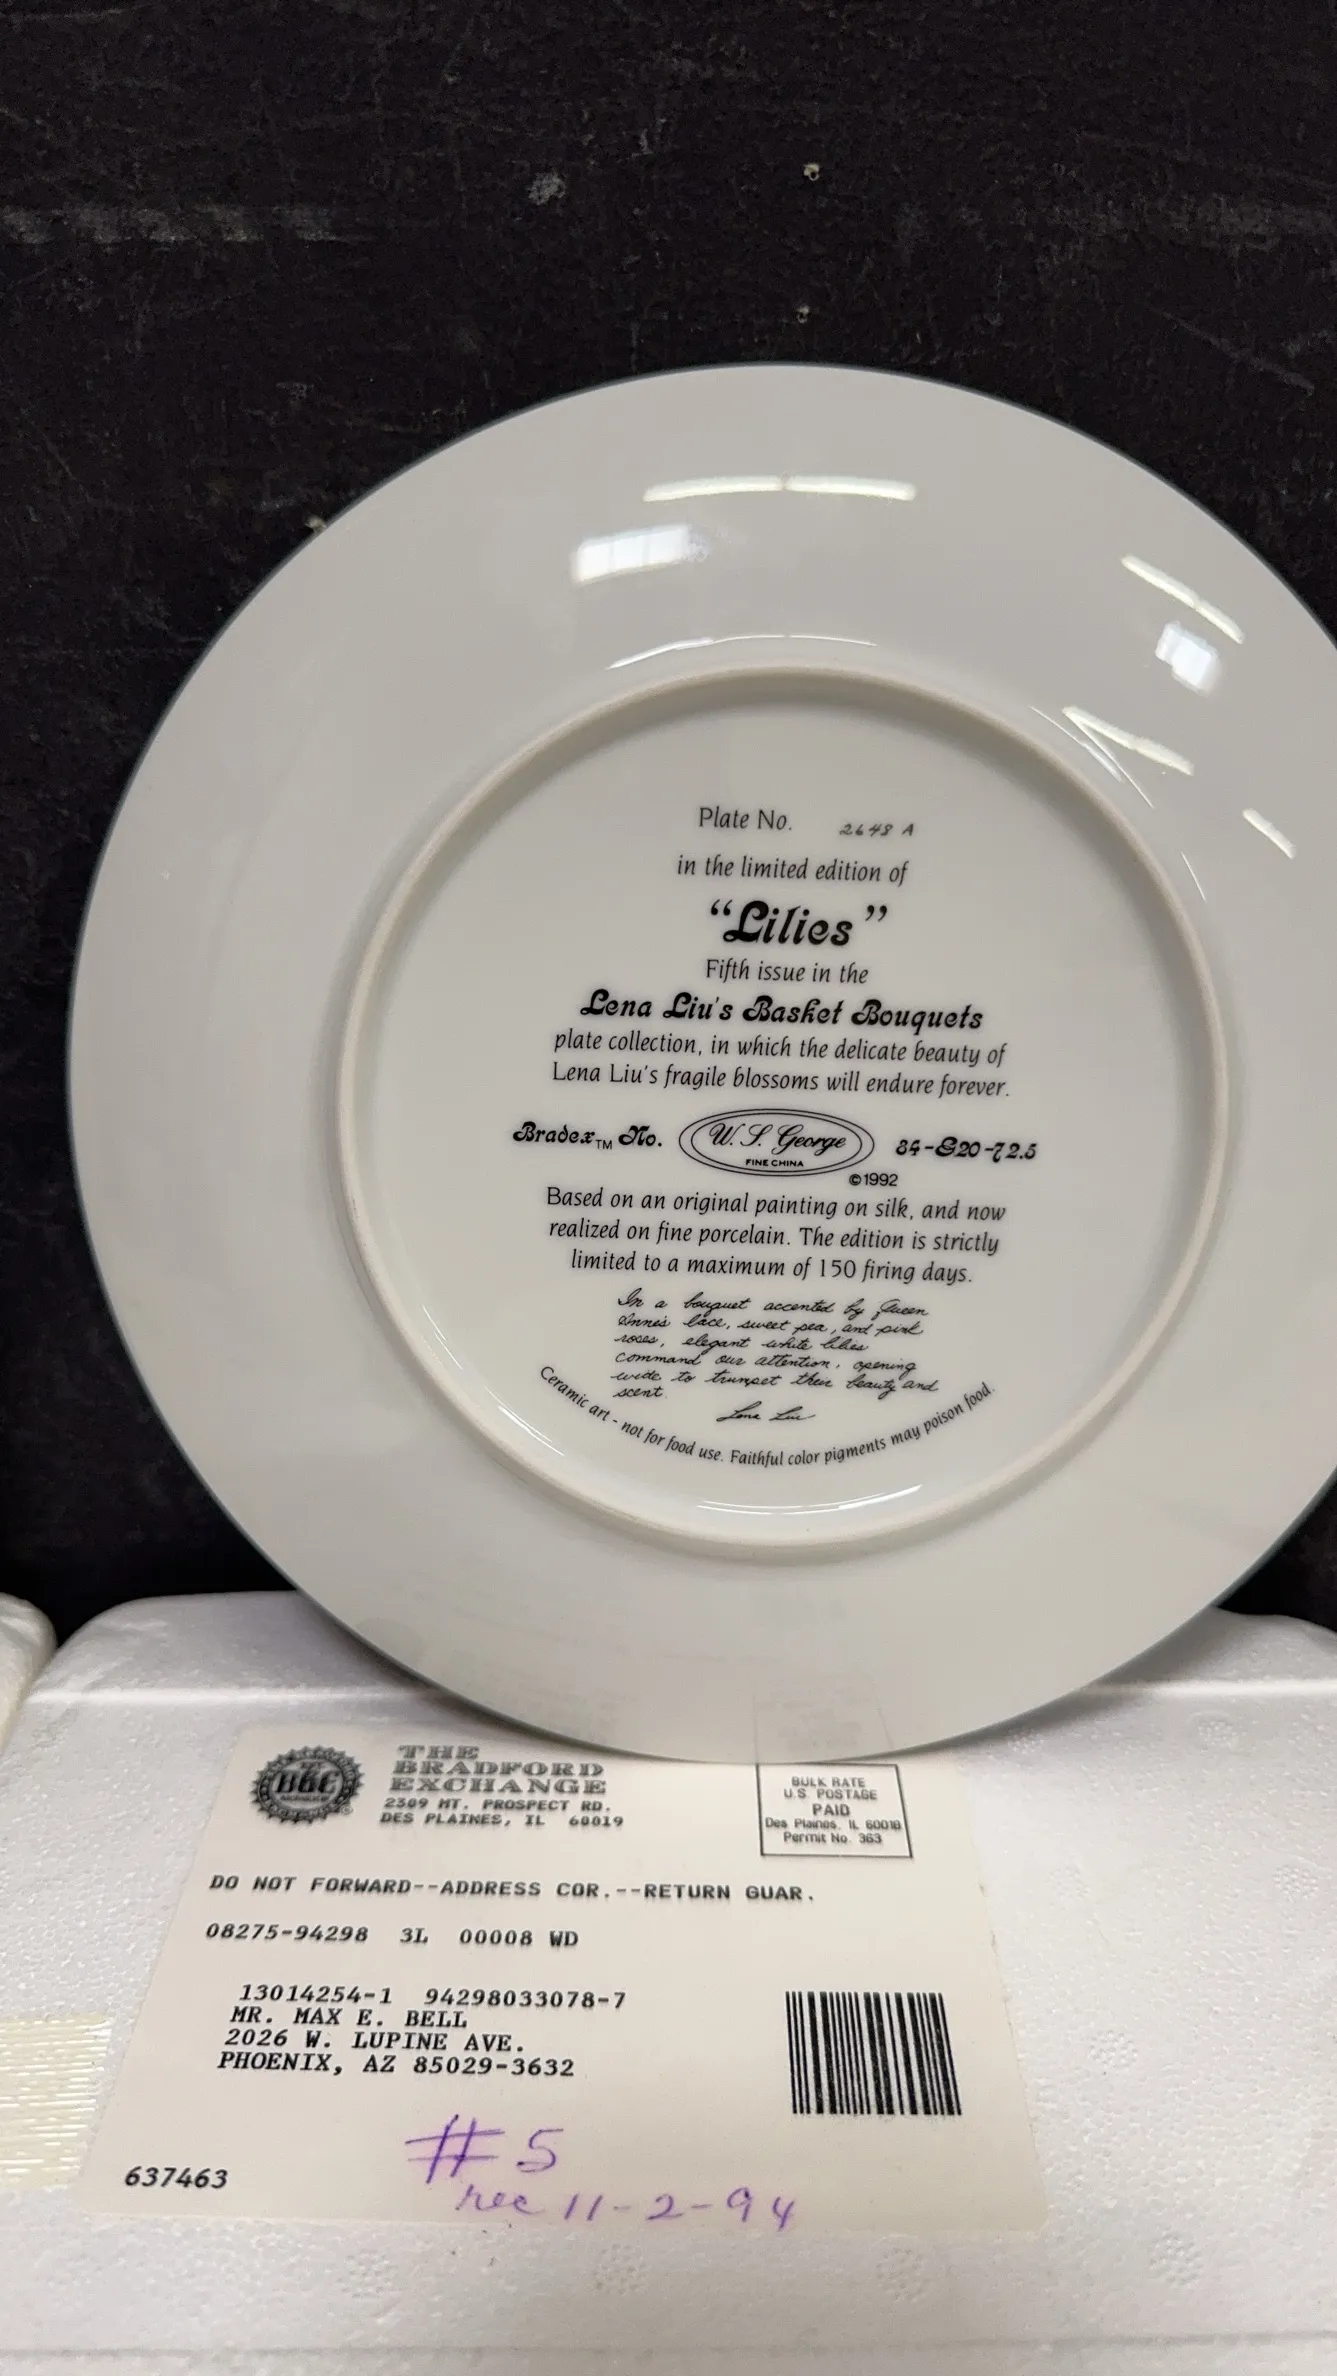 Plate No. 2648 A
in the limited edition of
“Lilies”
Fifth issue in the
Lena Liu's Basket Bouquets
plate collection, in which the delicate beauty of
Lena Liu's fragile blossoms will endure forever.
Bradex™ No. W. S. George 84-G20-72.5
FINE CHINA
©1992
Based on an original painting on silk, and now
realized on fine porcelain. The edition is strictly
limited to a maximum of 150 firing days.
In a bouquet accented by Queen
Anne's lace, sweet pea, and pink
roses, elegant white lilies
command our attention, opening
wide to trumpet their beauty and
scent.
Lena Liu
Ceramic art - not for food use. Faithful color pigments may poison food.
BGE
THE
BRADFORD
EXCHANGE
2309 MT. PROSPECT RD.
DES PLAINES, IL 60019
BULK RATE
U.S. POSTAGE
PAID
Des Plaines, IL 60018
Permit No. 363
DO NOT FORWARD--ADDRESS COR.--RETURN GUAR.
08275-94298 3L 00008 WD
13014254-1 94298033078-7
MR. MAX E. BELL
2026 W. LUPINE AVE.
PHOENIX, AZ 85029-3632
#5
rec 11-2-94
637463